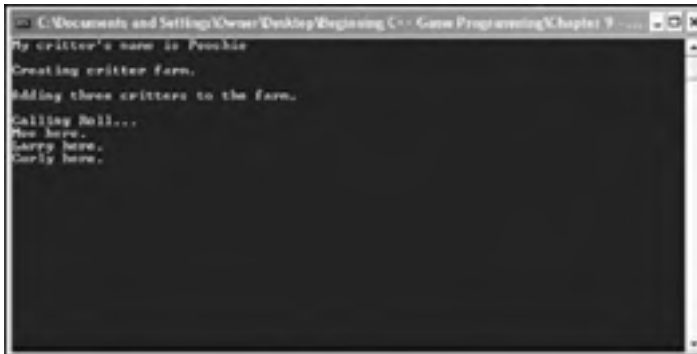 C:\Documents and Settings\Owner\Desktop\Beginning C++ Game Programming\Chapter 9 - ...
My critter's name is Poochie
Creating critter farm.
Adding three critters to the farm.
Calling Roll...
Moe here.
Larry here.
Curly here.